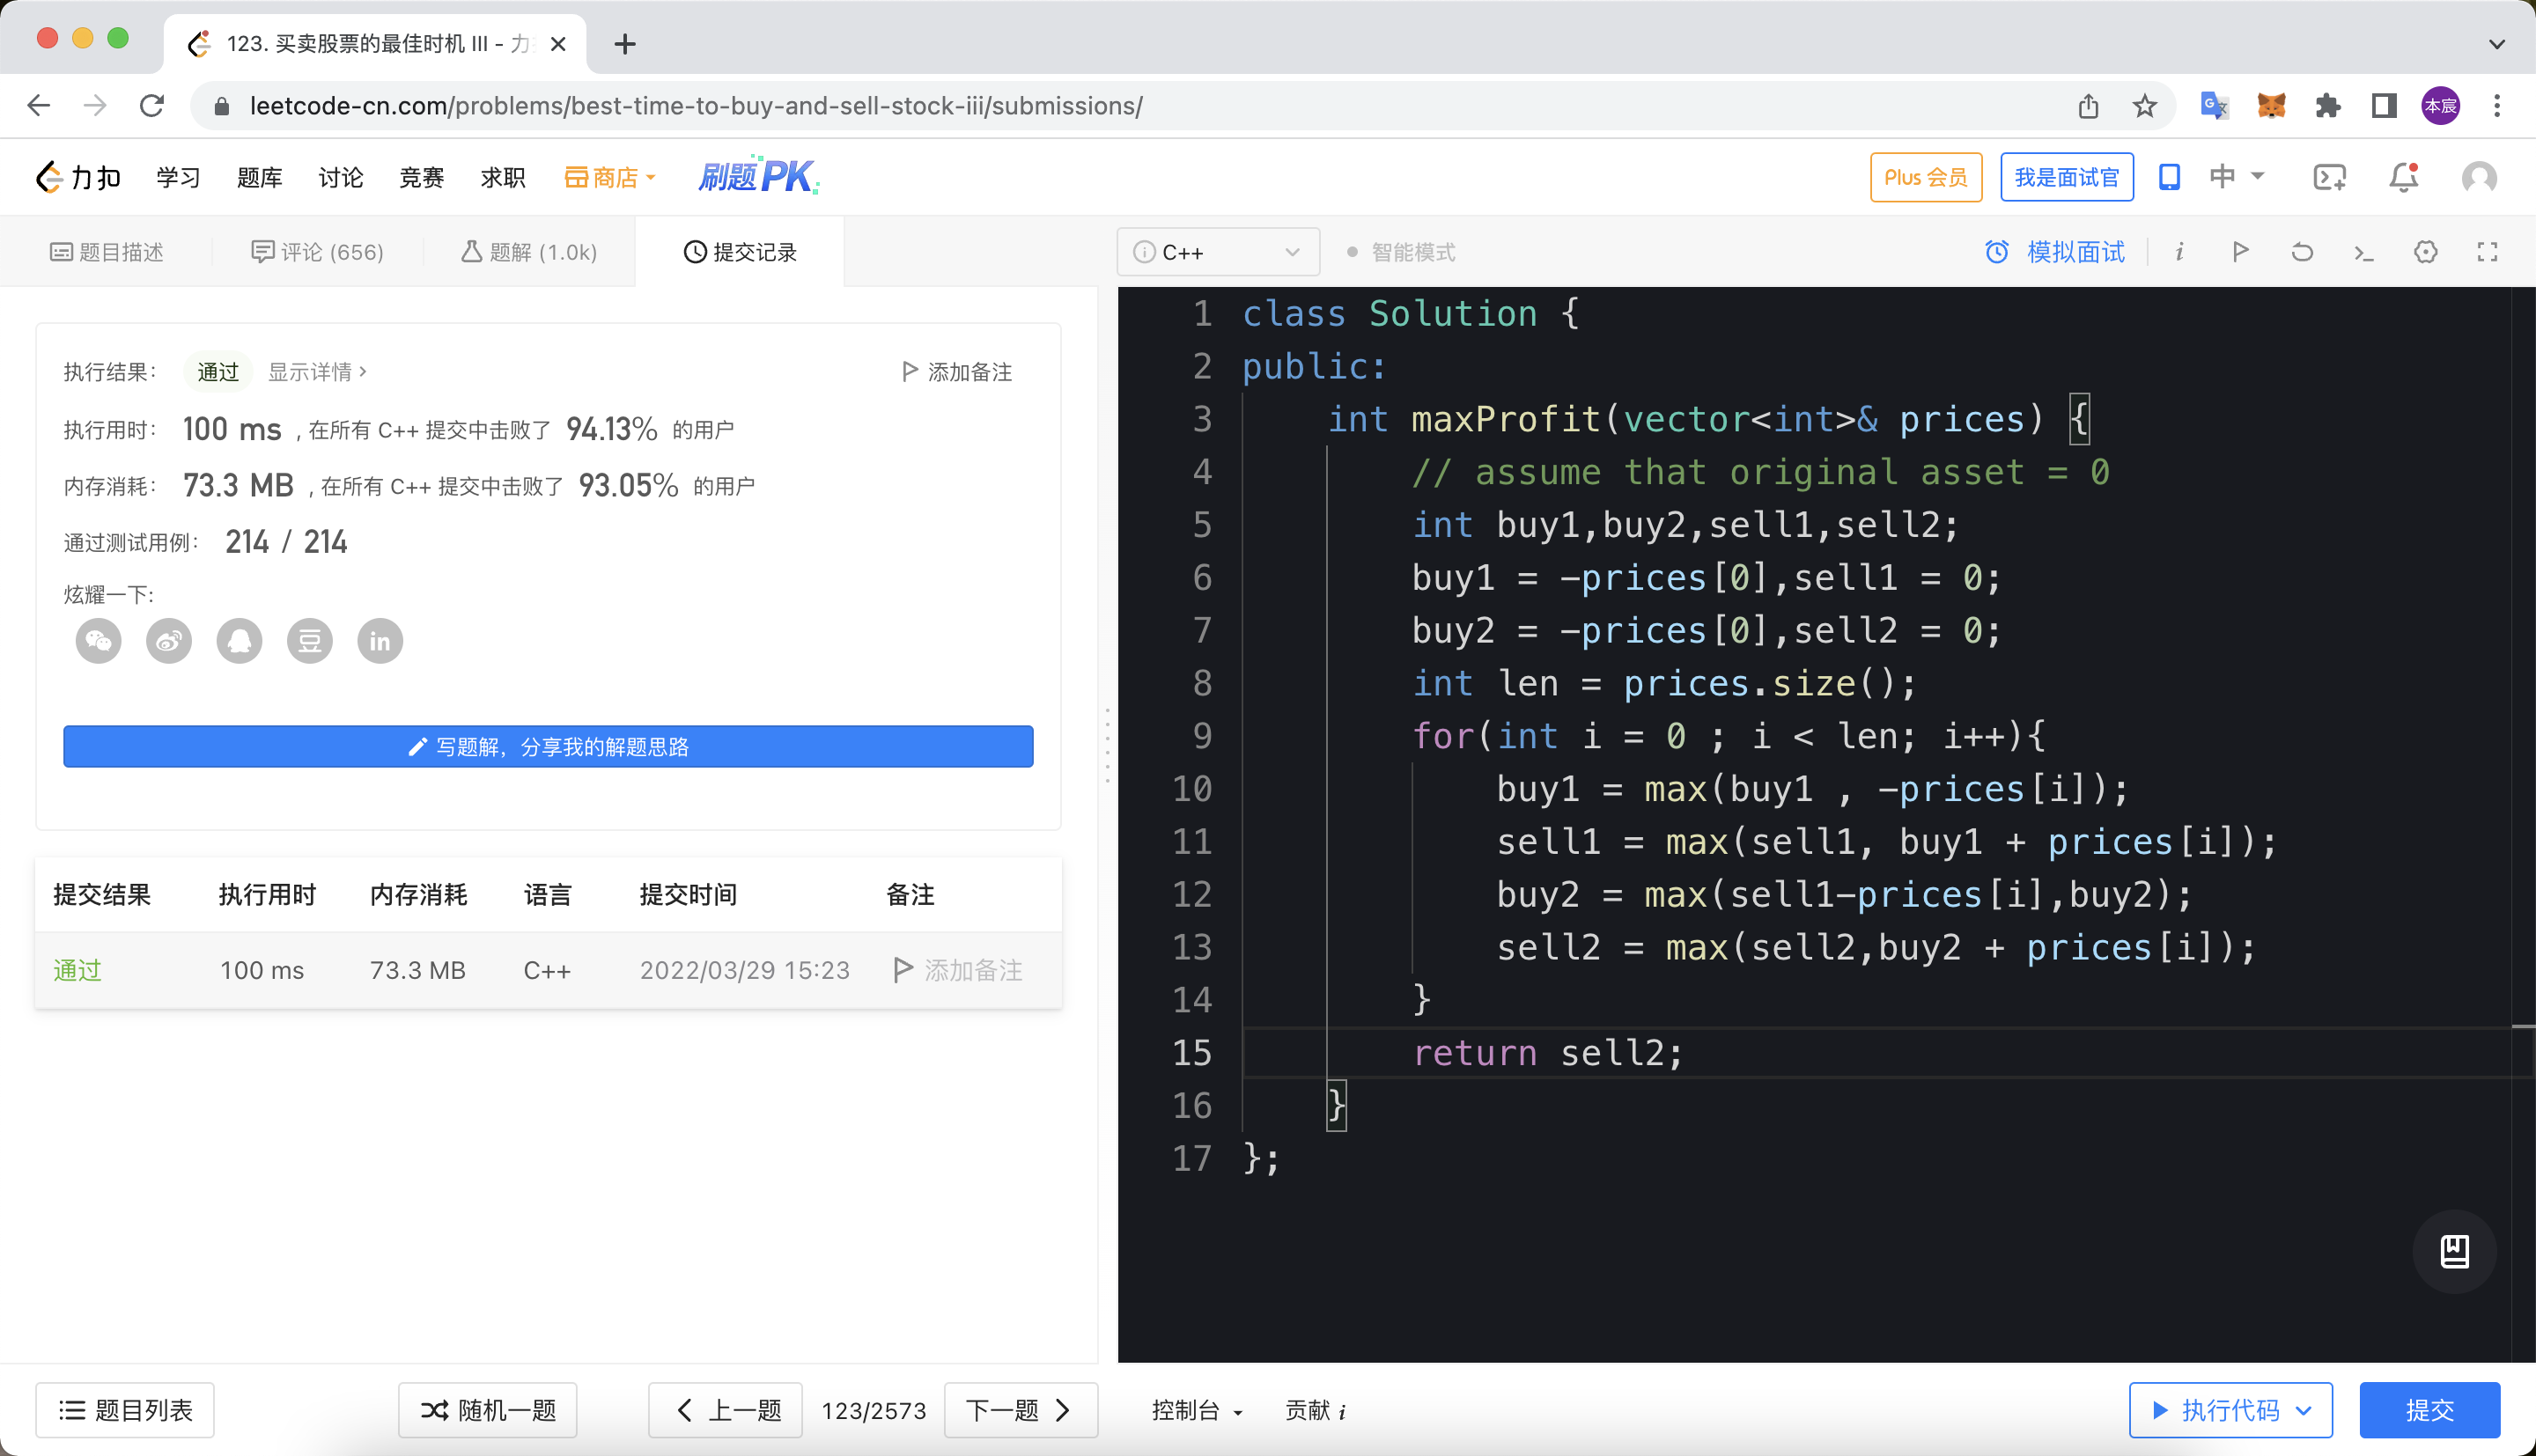 123. 买卖股票的最佳时机 III - 力
leetcode-cn.com/problems/best-time-to-buy-and-sell-stock-iii/submissions/
本宸
力扣 学习 题库 讨论 竞赛 求职 商店 刷题PK Plus 会员 我是面试官 中
题目描述 评论 (656) 题解 (1.0k) 提交记录
C++ 智能模式 模拟面试 i
执行结果： 通过 显示详情 › 添加备注
执行用时： 100 ms , 在所有 C++ 提交中击败了 94.13% 的用户
内存消耗： 73.3 MB , 在所有 C++ 提交中击败了 93.05% 的用户
通过测试用例： 214 / 214
炫耀一下:
豆 in
写题解，分享我的解题思路
提交结果 执行用时 内存消耗 语言 提交时间 备注
通过 100 ms 73.3 MB C++ 2022/03/29 15:23 添加备注
1 class Solution {
2 public:
3     int maxProfit(vector<int>& prices) {
4         // assume that original asset = 0
5         int buy1,buy2,sell1,sell2;
6         buy1 = -prices[0],sell1 = 0;
7         buy2 = -prices[0],sell2 = 0;
8         int len = prices.size();
9         for(int i = 0 ; i < len; i++){
10             buy1 = max(buy1 , -prices[i]);
11             sell1 = max(sell1, buy1 + prices[i]);
12             buy2 = max(sell1-prices[i],buy2);
13             sell2 = max(sell2,buy2 + prices[i]);
14         }
15         return sell2;
16     }
17 };
题目列表 随机一题 上一题 123/2573 下一题 控制台 贡献 i 执行代码 提交